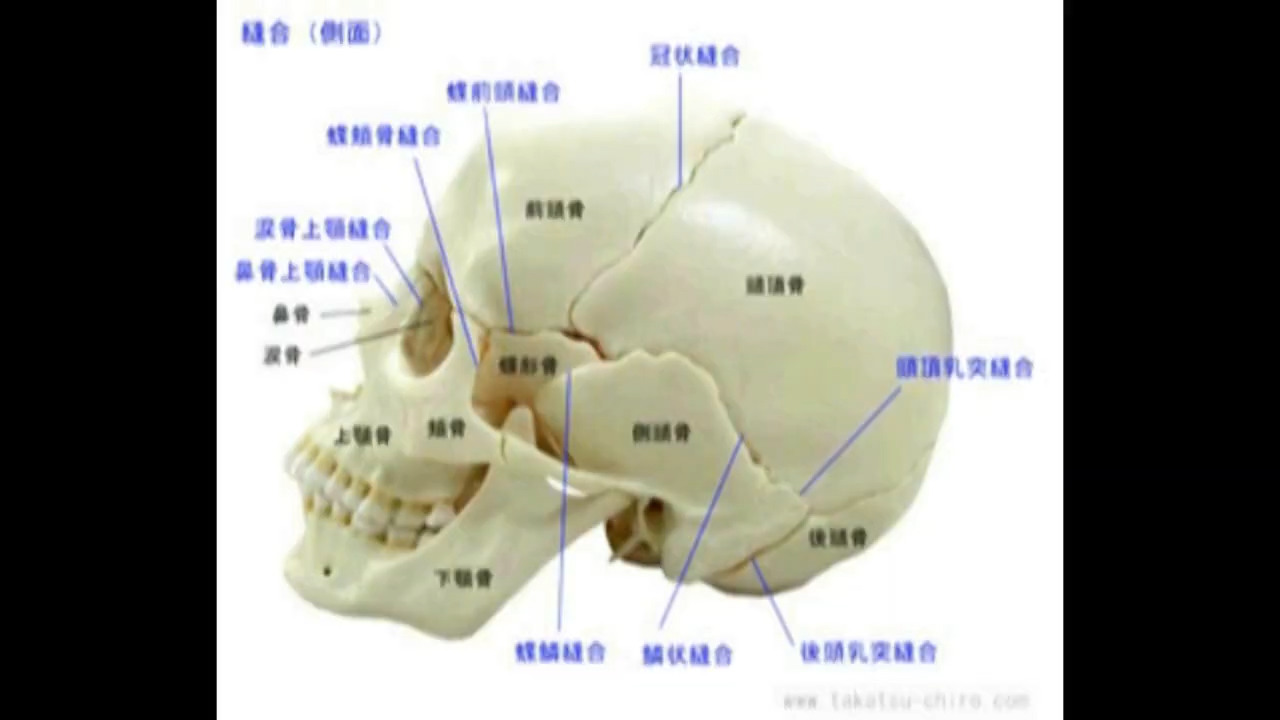 縫合（側面）
冠状縫合
蝶前頭縫合
蝶頬骨縫合
前頭骨
涙骨上顎縫合
鼻骨上顎縫合
頭頂骨
鼻骨
涙骨
蝶形骨
頭頂乳突縫合
上顎骨
頬骨
側頭骨
後頭骨
下顎骨
蝶鱗縫合
鱗状縫合
後頭乳突縫合
www.takatsu-chiro.com